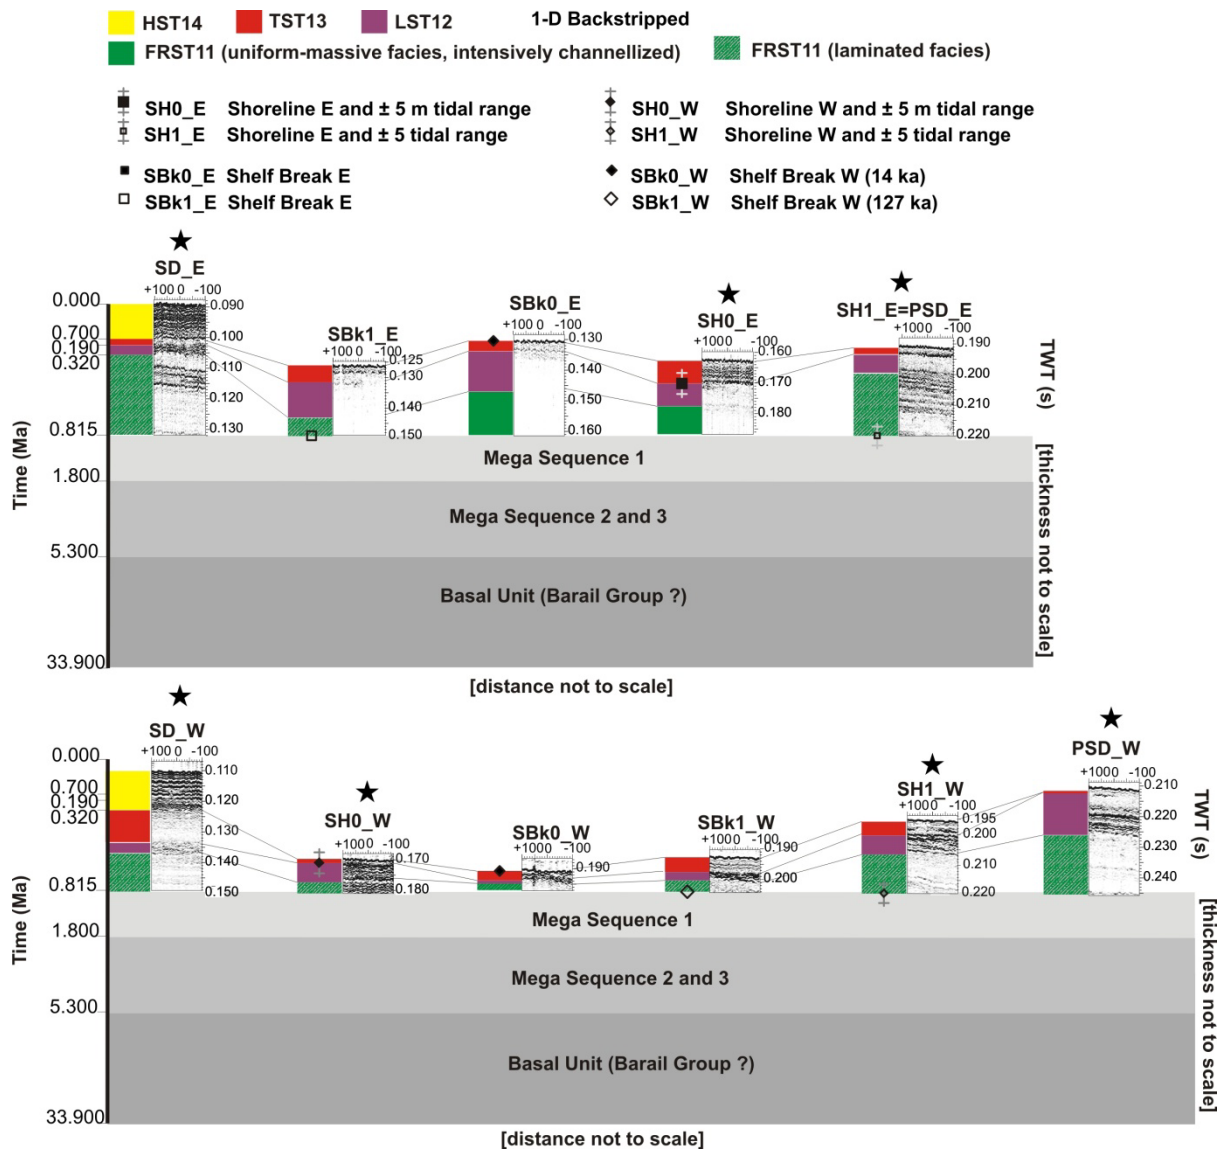 HST14 TST13 LST12 1-D Backstripped
FRST11 (uniform-massive facies, intensively channellized) FRST11 (laminated facies)
SH0_E Shoreline E and ± 5 m tidal range SH0_W Shoreline W and ± 5 m tidal range
SH1_E Shoreline E and ± 5 tidal range SH1_W Shoreline W and ± 5 tidal range
SBk0_E Shelf Break E SBk0_W Shelf Break W (14 ka)
SBk1_E Shelf Break E SBk1_W Shelf Break W (127 ka)
★ SD_E
+100 0 -100
0.090
0.100
0.110
0.120
0.130
SBk1_E
+100 0 -100
0.125
0.130
0.140
0.150
SBk0_E
+100 0 -100
0.130
0.140
0.150
0.160
★ SH0_E
+100 0 -100
0.160
0.170
0.180
★ SH1_E=PSD_E
+1000 -100
0.190
0.200
0.210
0.220
TWT (s)
0.000
0.700
0.190
0.320
0.815
1.800
5.300
33.900
Time (Ma)
Mega Sequence 1
Mega Sequence 2 and 3
Basal Unit (Barail Group ?)
[thickness not to scale]
[distance not to scale]
★ SD_W
+100 0 -100
0.110
0.120
0.130
0.140
0.150
★ SH0_W
+1000 -100
0.170
0.180
SBk0_W
+1000 -100
0.190
SBk1_W
+1000 -100
0.190
0.200
★ SH1_W
+1000 -100
0.195
0.200
0.210
0.220
★ PSD_W
+1000 -100
0.210
0.220
0.230
0.240
TWT (s)
0.000
0.700
0.190
0.320
0.815
1.800
5.300
33.900
Time (Ma)
Mega Sequence 1
Mega Sequence 2 and 3
Basal Unit (Barail Group ?)
[thickness not to scale]
[distance not to scale]